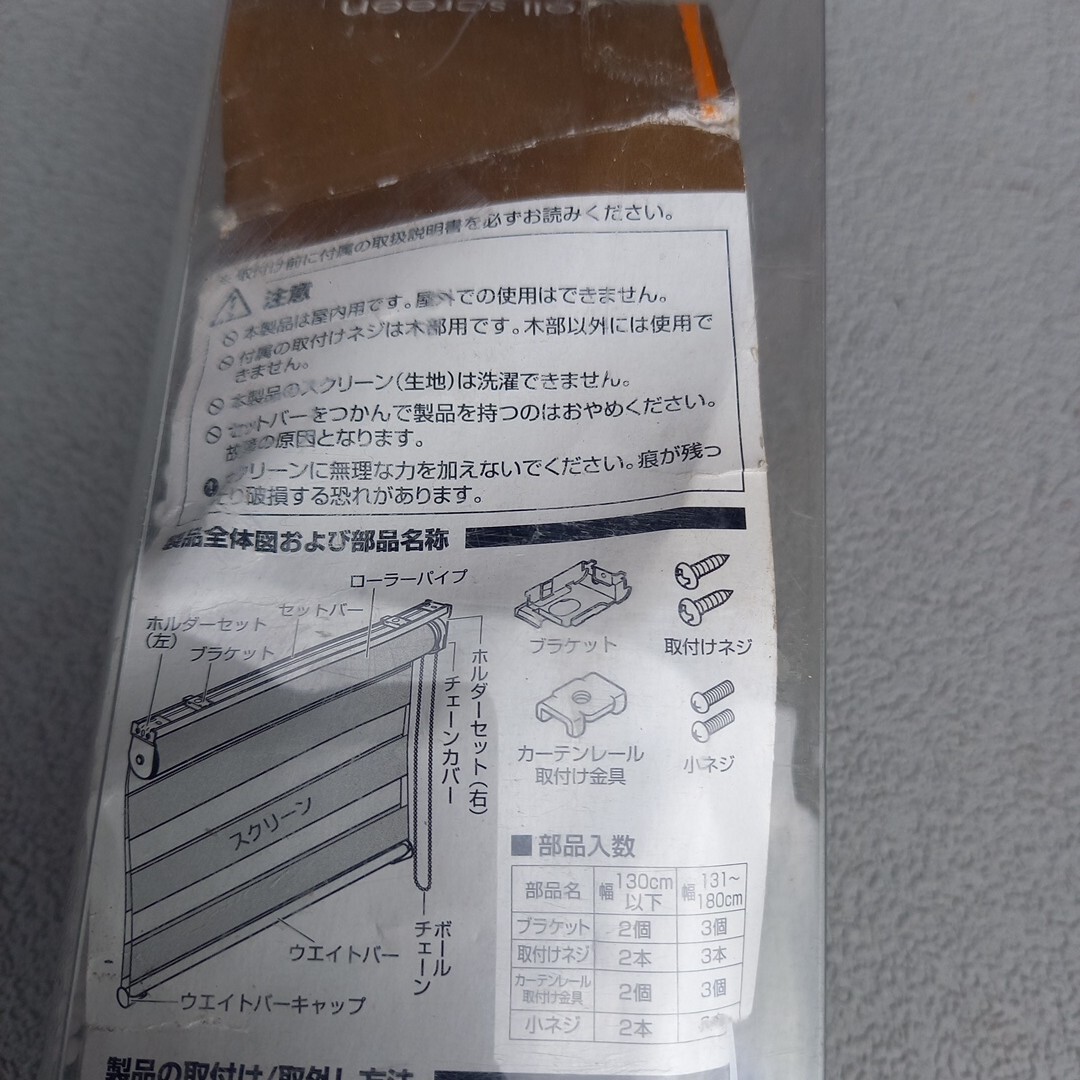 oll screen
※ 取付け前に付属の取扱説明書を必ずお読みください。
注意
本製品は屋内用です。屋外での使用はできません。
付属の取付けネジは木部用です。木部以外には使用で
きません。
本製品のスクリーン(生地)は洗濯できません。
セットバーをつかんで製品を持つのはおやめください。
故障の原因となります。
スクリーンに無理な力を加えないでください。痕が残っ
たり破損する恐れがあります。
製品全体図および部品名称
ローラーパイプ
セットバー
ホルダーセット
(左)
ブラケット
ホルダーセット(右)
チェーンカバー
スクリーン
ボール
チェーン
ウエイトバー
ウエイトバーキャップ
ブラケット
取付けネジ
カーテンレール
取付け金具
小ネジ
■部品入数
部品名 幅130cm以下 幅131〜180cm
ブラケット 2個 3個
取付けネジ 2本 3本
カーテンレール取付け金具 2個 3個
小ネジ 2本
製品の取付け/取外し方法